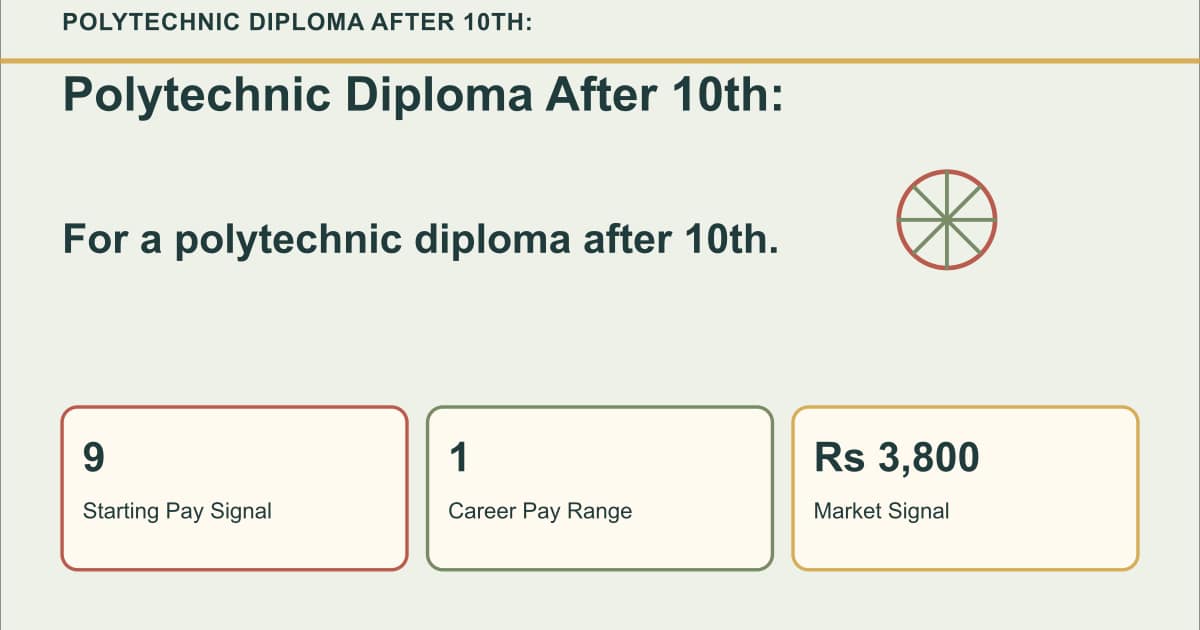 POLYTECHNIC DIPLOMA AFTER 10TH:
Polytechnic Diploma After 10th:
For a polytechnic diploma after 10th.
9
Starting Pay Signal
1
Career Pay Range
Rs 3,800
Market Signal